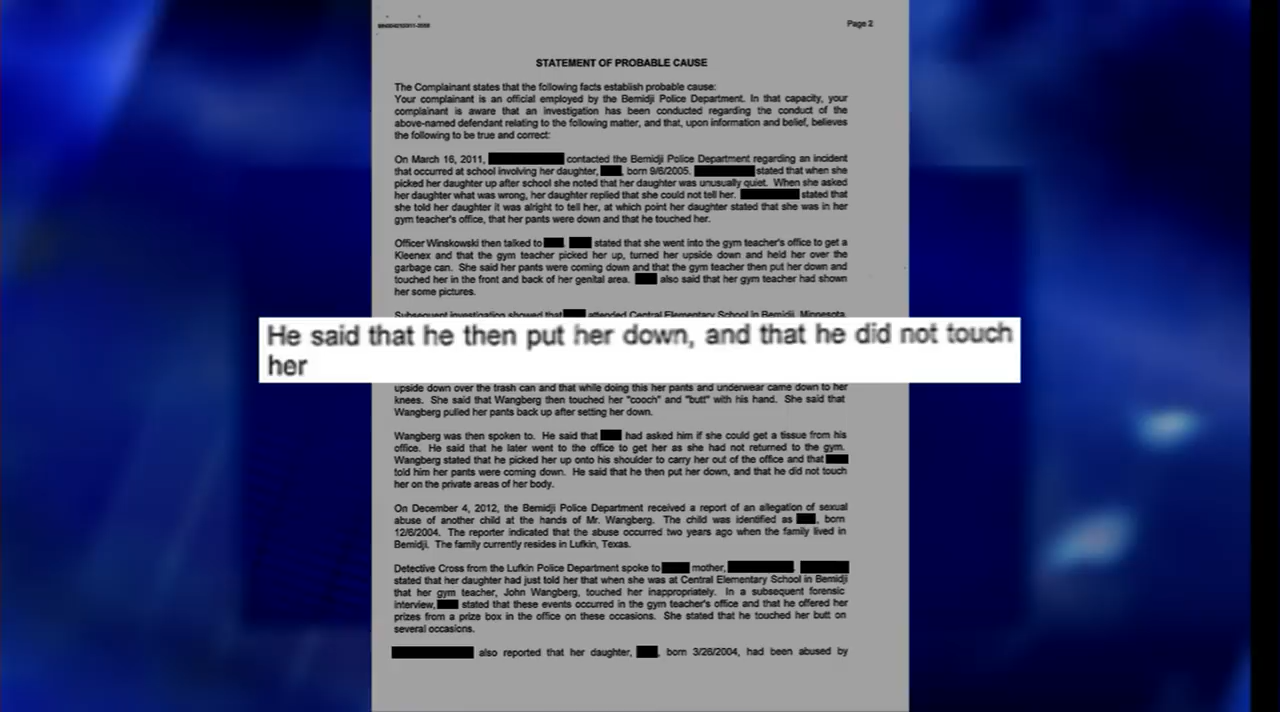 Page 2
STATEMENT OF PROBABLE CAUSE
The Complainant states that the following facts establish probable cause:
Your complainant is an official employed by the Bemidji Police Department. In that capacity, your
complainant is aware that an investigation has been conducted regarding the conduct of the
above-named defendant relating to the following matter, and that, upon information and belief, believes
the following to be true and correct:
On March 16, 2011, contacted the Bemidji Police Department regarding an incident
that occurred at school involving her daughter, , born 9/6/2005. stated that when she
picked her daughter up after school she noted that her daughter was unusually quiet. When she asked
her daughter what was wrong, her daughter replied that she could not tell her. stated that
she told her daughter it was alright to tell her, at which point her daughter stated that she was in her
gym teacher's office, that her pants were down and that he touched her.
Officer Winskowski then talked to . stated that she went into the gym teacher's office to get a
Kleenex and that the gym teacher picked her up, turned her upside down and held her over the
garbage can. She said her pants were coming down and that the gym teacher then put her down and
touched her in the front and back of her genital area. also said that her gym teacher had shown
her some pictures.
Subsequent investigation showed that attended Central Elementary School in Bemidji, Minnesota.
He said that he then put her down, and that he did not touch
her
upside down over the trash can and that while doing this her pants and underwear came down to her
knees. She said that Wangberg then touched her "cooch" and "butt" with his hand. She said that
Wangberg pulled her pants back up after setting her down.
Wangberg was then spoken to. He said that had asked him if she could get a tissue from his
office. He said that he later went to the office to get her as she had not returned to the gym.
Wangberg stated that he picked her up onto his shoulder to carry her out of the office and that
told him her pants were coming down. He said that he then put her down, and that he did not touch
her on the private areas of her body.
On December 4, 2012, the Bemidji Police Department received a report of an allegation of sexual
abuse of another child at the hands of Mr. Wangberg. The child was identified as , born
12/6/2004. The reporter indicated that the abuse occurred two years ago when the family lived in
Bemidji. The family currently resides in Lufkin, Texas.
Detective Cross from the Lufkin Police Department spoke to mother, .
stated that her daughter had just told her that when she was at Central Elementary School in Bemidji
that her gym teacher, John Wangberg, touched her inappropriately. In a subsequent forensic
interview, stated that these events occurred in the gym teacher's office and that he offered her
prizes from a prize box in the office on these occasions. She stated that he touched her butt on
several occasions.
also reported that her daughter, , born 3/26/2004, had been abused by